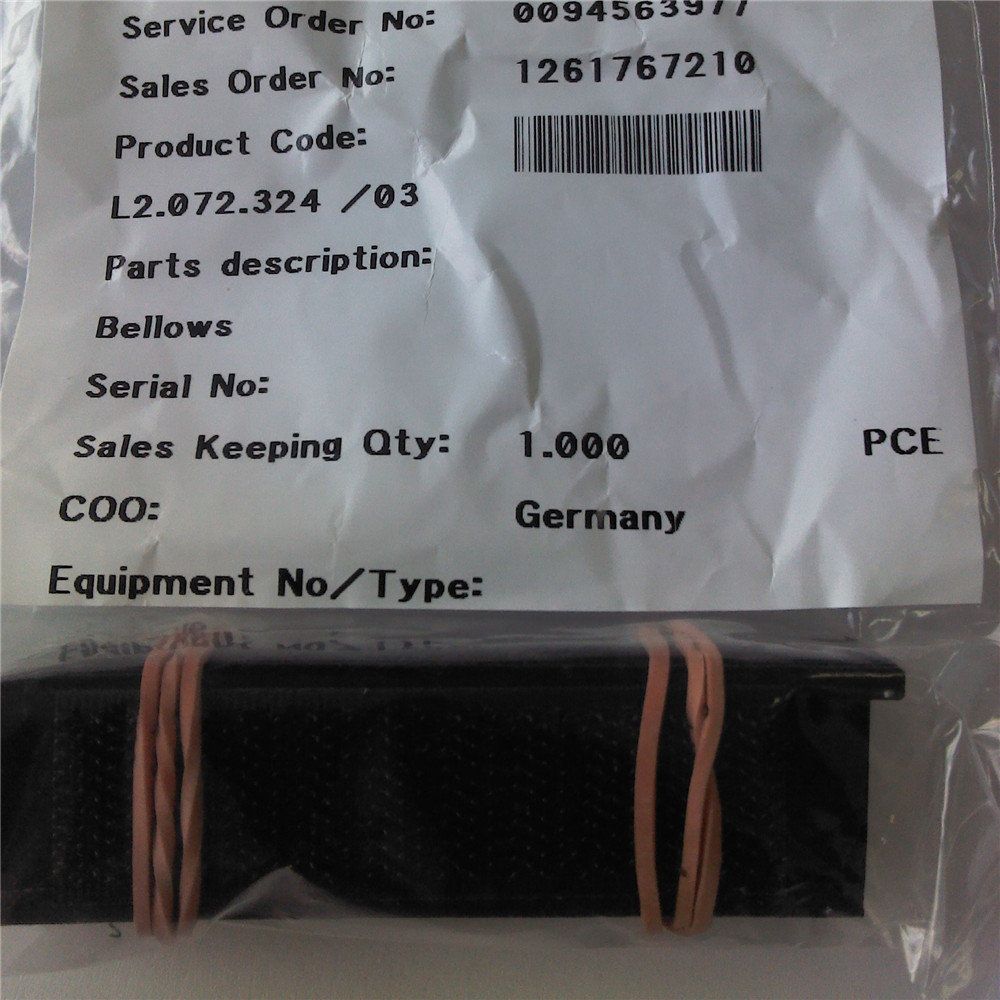 Service Order No: 0094563977
Sales Order No: 1261767210
Product Code:
L2.072.324 /03
Parts description:
Bellows
Serial No:
Sales Keeping Qty: 1.000 PCE
COO: Germany
Equipment No/Type: